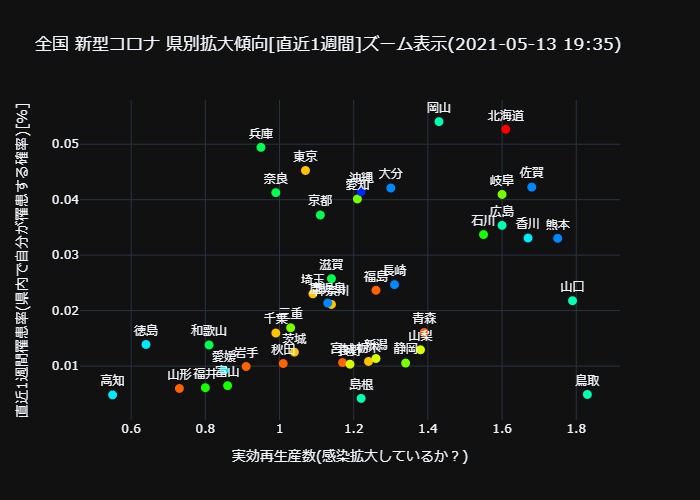 全国 新型コロナ 県別拡大傾向[直近1週間]ズーム表示(2021-05-13 19:35)
直近1週間罹患率(県内で自分が罹患する確率)[%]
岡山
北海道
兵庫
0.05
東京
奈良
沖縄
大分
佐賀
愛知
岐阜
0.04
京都
広島
石川
香川
熊本
0.03
滋賀
埼玉
福島
長崎
山口
0.02
千葉
三重
青森
徳島
和歌山
茨城
新潟
山梨
愛媛
岩手
秋田
静岡
0.01
高知
山形
福井
富山
島根
鳥取
0.6
0.8
1
1.2
1.4
1.6
1.8
実効再生産数(感染拡大しているか？)